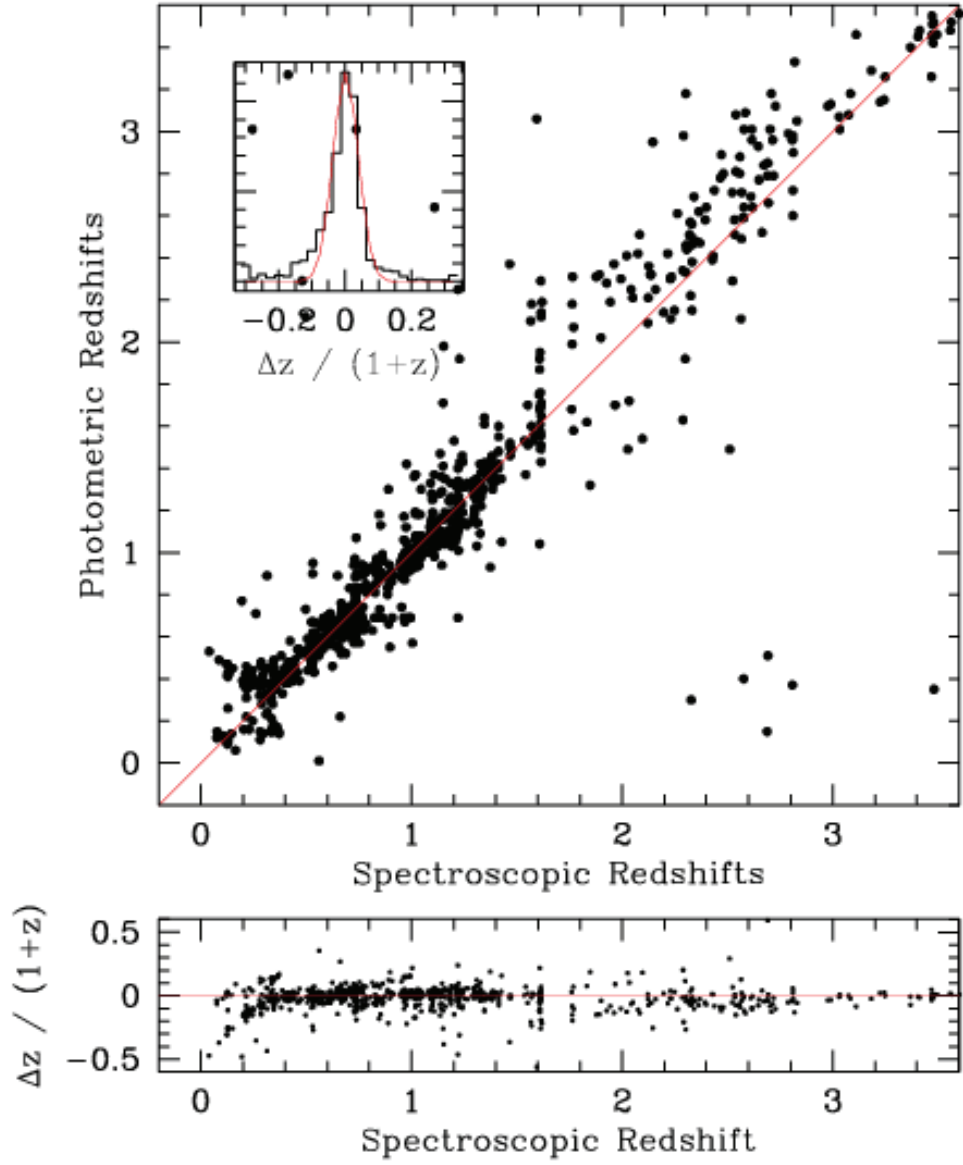 3
2
1
0
Photometric Redshifts
−0.2 0 0.2
Δz / (1+z)
0 1 2 3
Spectroscopic Redshifts
0.5
0
−0.5
Δz / (1+z)
0 1 2 3
Spectroscopic Redshift